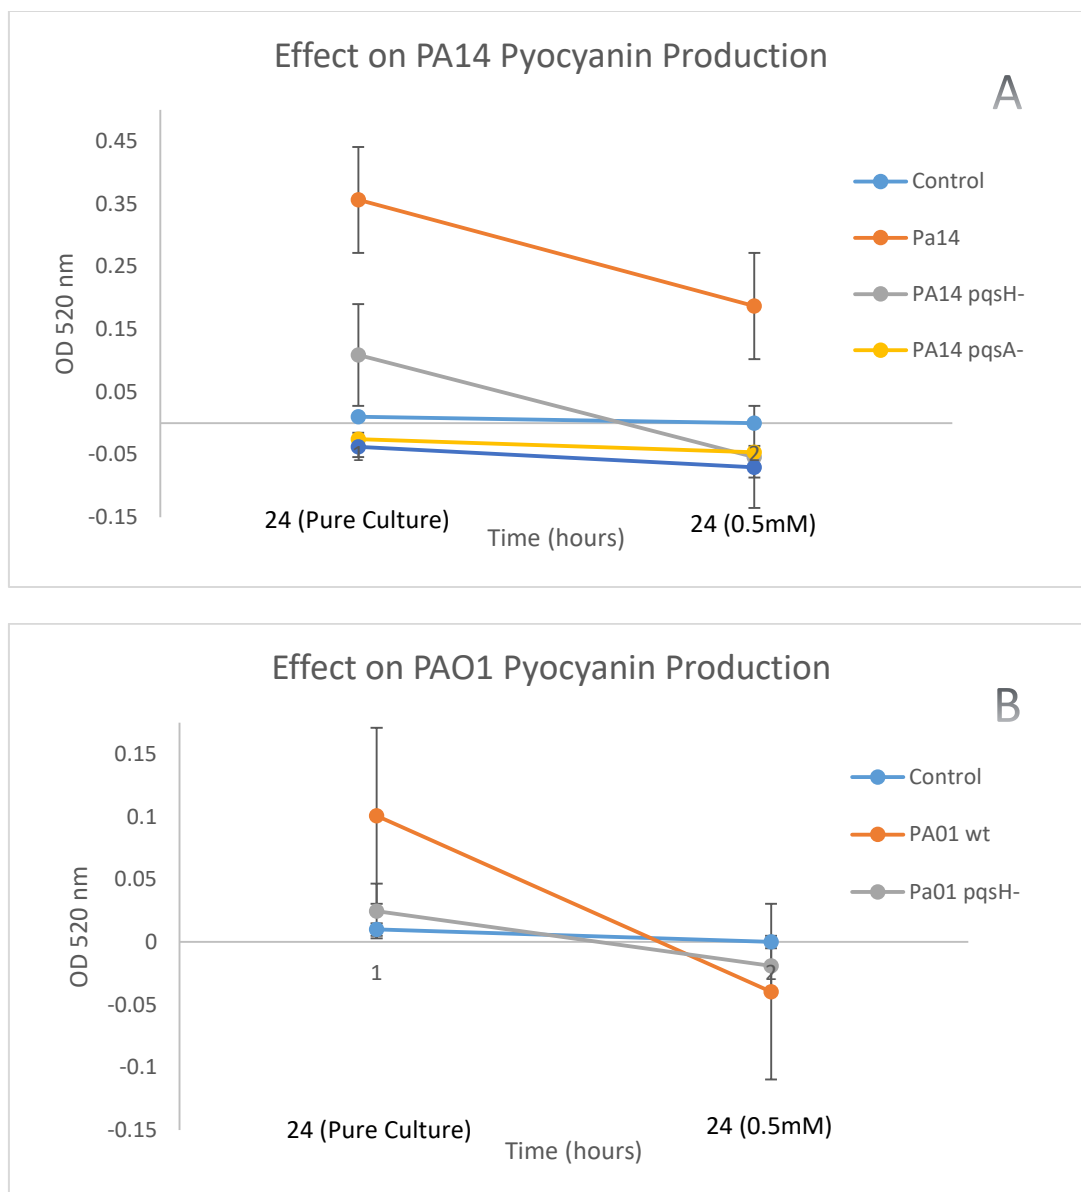 Effect on PA14 Pyocyanin Production
A
0.45
0.35
0.25
0.15
0.05
-0.05
-0.15
OD 520 nm
Control
Pa14
PA14 pqsH-
PA14 pqsA-
2
24 (Pure Culture)
24 (0.5mM)
Time (hours)
Effect on PAO1 Pyocyanin Production
B
0.15
0.1
0.05
0
-0.05
-0.1
-0.15
OD 520 nm
Control
PA01 wt
Pa01 pqsH-
1
2
24 (Pure Culture)
24 (0.5mM)
Time (hours)